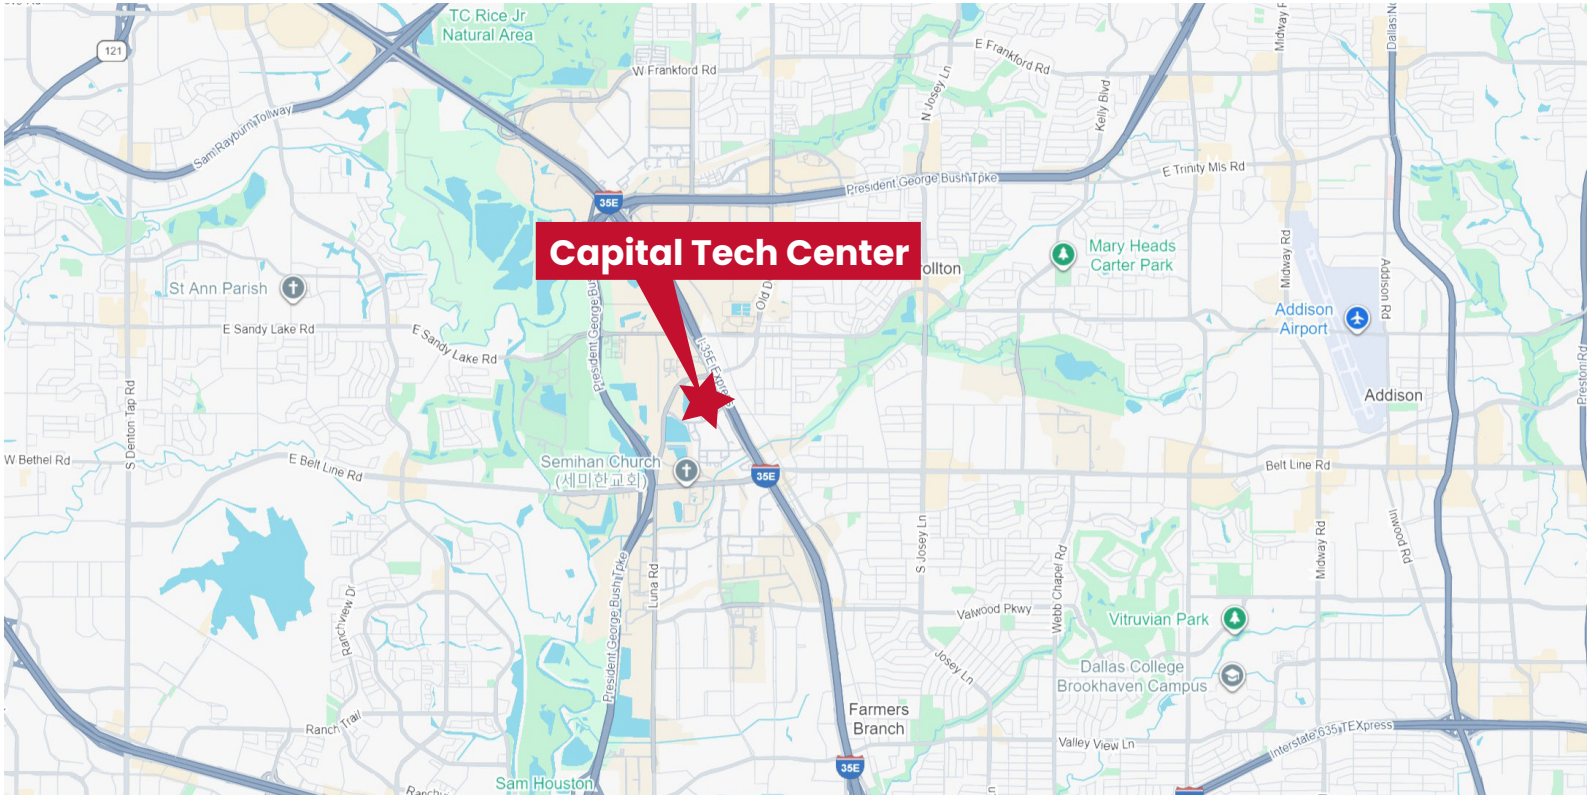 TC Rice Jr
Natural Area
121
W Frankford Rd
E Frankford Rd
N Josey Ln
Kelly Blvd
Midway R
Sam Rayburn Tollway
President George Bush Tpke
E Trinity Mls Rd
35E
Capital Tech Center
ollton
Mary Heads
Carter Park
Midway Rd
Addison Rd
Addison
Airport
St Ann Parish
E Sandy Lake Rd
E Sandy Lake Rd
President George Bu
Old D
I-35E Expre
Addison
Preston Rd
S Denton Tap Rd
W Bethel Rd
E Belt Line Rd
Semihan Church
(세미한교회)
35E
Belt Line Rd
S Josey Ln
Inwood Rd
Midway Rd
Webb Chapel Rd
Luna Rd
President George Bush Tpke
Ranchview Dr
Valwood Pkwy
Vitruvian Park
Josey Ln
Dallas College
Brookhaven Campus
Ranch Trail
Farmers
Branch
Valley View Ln
Interstate 635 TEXpress
35E
Sam Houston